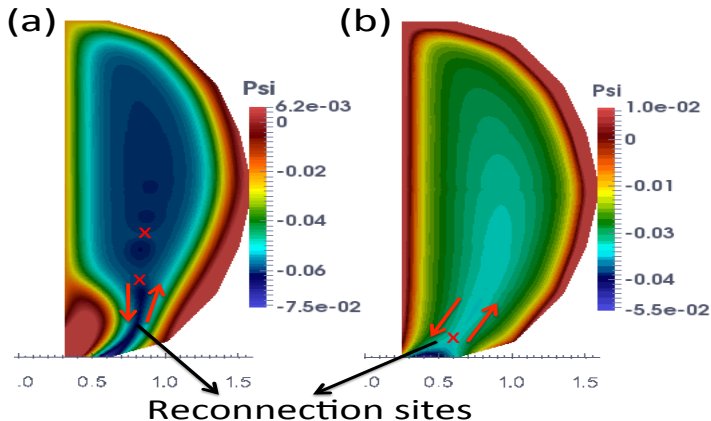 (a)
Psi
6.2e-03
0
-0.02
-0.04
-0.06
-7.5e-02
.0 0.5 1.0 1.5
(b)
Psi
1.0e-02
0
-0.01
-0.03
-0.04
-5.5e-02
.0 0.5 1.0 1.5
Reconnection sites